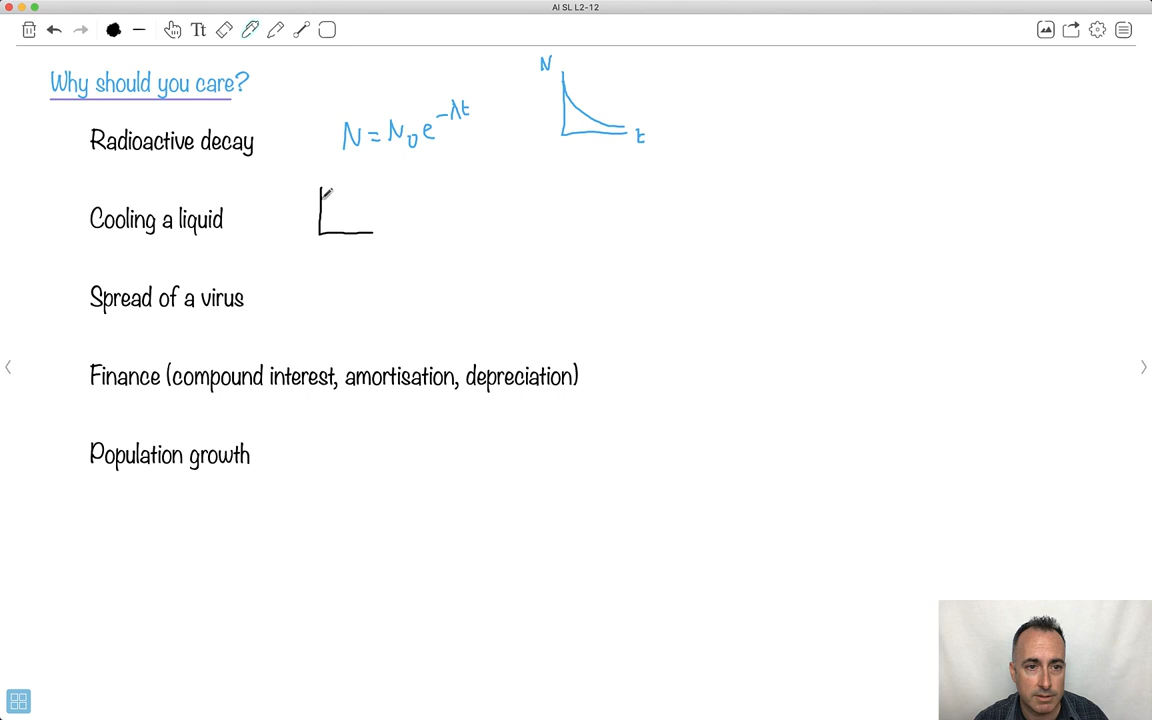 AI SL L2-12
Tt
Why should you care?
N
Radioactive decay N = N₀e^-λt
t
Cooling a liquid
Spread of a virus
Finance (compound interest, amortisation, depreciation)
Population growth